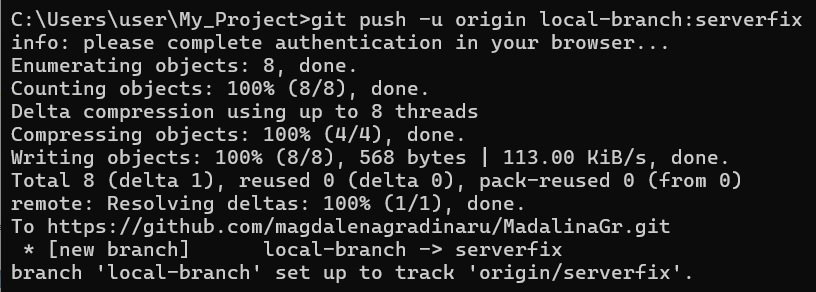 C:\Users\user\My_Project>git push -u origin local-branch:serverfix
info: please complete authentication in your browser...
Enumerating objects: 8, done.
Counting objects: 100% (8/8), done.
Delta compression using up to 8 threads
Compressing objects: 100% (4/4), done.
Writing objects: 100% (8/8), 568 bytes | 113.00 KiB/s, done.
Total 8 (delta 1), reused 0 (delta 0), pack-reused 0 (from 0)
remote: Resolving deltas: 100% (1/1), done.
To https://github.com/magdalenagradinaru/MadalinaGr.git
 * [new branch]      local-branch -> serverfix
branch 'local-branch' set up to track 'origin/serverfix'.